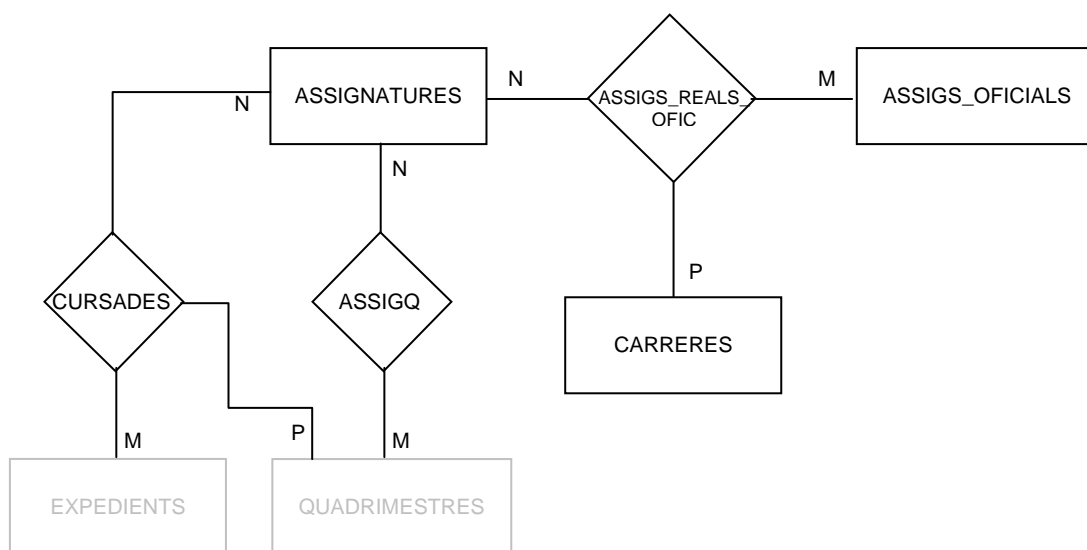 N
ASSIGNATURES
N
ASSIGS_REALS_
OFIC
M
ASSIGS_OFICIALS
N
P
CURSADES
ASSIGQ
CARRERES
M
P
M
EXPEDIENTS
QUADRIMESTRES